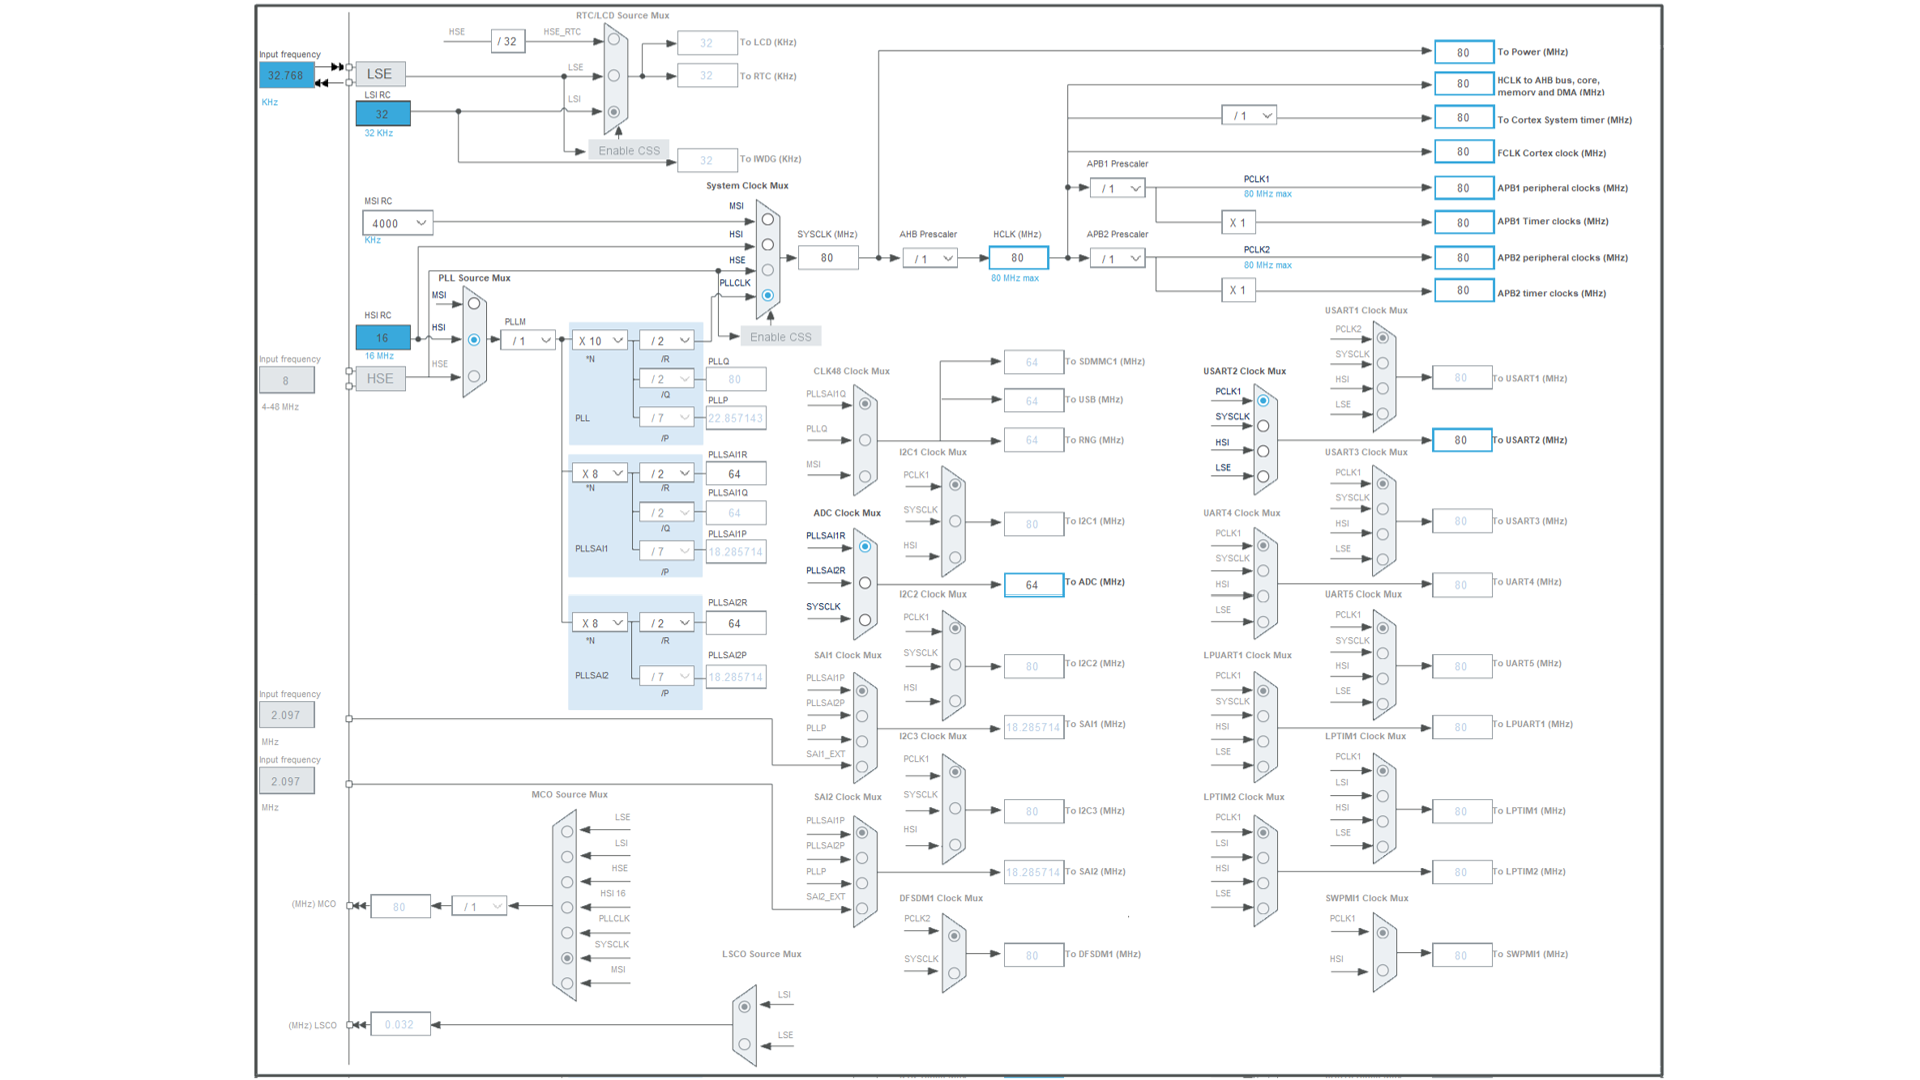 RTC/LCD Source Mux
HSE
/ 32
HSE_RTC
32
To LCD (KHz)
Input frequency
32.768
KHz
LSE
LSE
32
To RTC (KHz)
LSI RC
32
32 KHz
LSI
Enable CSS
32
To IWDG (KHz)
80
To Power (MHz)
80
HCLK to AHB bus, core,
memory and DMA (MHz)
/ 1
80
To Cortex System timer (MHz)
80
FCLK Cortex clock (MHz)
APB1 Prescaler
/ 1
PCLK1
80 MHz max
80
APB1 peripheral clocks (MHz)
X 1
80
APB1 Timer clocks (MHz)
System Clock Mux
MSI RC
4000
KHz
MSI
HSI
HSE
PLLCLK
SYSCLK (MHz)
80
AHB Prescaler
/ 1
HCLK (MHz)
80
80 MHz max
APB2 Prescaler
/ 1
PCLK2
80 MHz max
80
APB2 peripheral clocks (MHz)
X 1
80
APB2 timer clocks (MHz)
Enable CSS
PLL Source Mux
MSI
HSI
HSE
HSI RC
16
16 MHz
Input frequency
8
4-48 MHz
HSE
PLLM
/ 1
X 10
*N
/ 2
/R
PLLQ
/ 2
80
/Q
PLLP
PLL
/ 7
22.857143
/P
PLLSAI1R
X 8
*N
/ 2
64
/R
PLLSAI1Q
/ 2
64
/Q
PLLSAI1P
PLLSAI1
/ 7
18.285714
/P
PLLSAI2R
X 8
*N
/ 2
64
/R
PLLSAI2P
PLLSAI2
/ 7
18.285714
/P
CLK48 Clock Mux
PLLSAI1Q
PLLQ
MSI
64
To SDMMC1 (MHz)
64
To USB (MHz)
64
To RNG (MHz)
ADC Clock Mux
PLLSAI1R
PLLSAI2R
SYSCLK
64
To ADC (MHz)
SAI1 Clock Mux
PLLSAI1P
PLLSAI2P
PLLP
SAI1_EXT
18.285714
To SAI1 (MHz)
SAI2 Clock Mux
PLLSAI1P
PLLSAI2P
PLLP
SAI2_EXT
18.285714
To SAI2 (MHz)
I2C1 Clock Mux
PCLK1
SYSCLK
HSI
80
To I2C1 (MHz)
I2C2 Clock Mux
PCLK1
SYSCLK
HSI
80
To I2C2 (MHz)
I2C3 Clock Mux
PCLK1
SYSCLK
HSI
80
To I2C3 (MHz)
DFSDM1 Clock Mux
PCLK2
SYSCLK
80
To DFSDM1 (MHz)
USART1 Clock Mux
PCLK2
SYSCLK
HSI
LSE
80
To USART1 (MHz)
USART2 Clock Mux
PCLK1
SYSCLK
HSI
LSE
80
To USART2 (MHz)
USART3 Clock Mux
PCLK1
SYSCLK
HSI
LSE
80
To USART3 (MHz)
UART4 Clock Mux
PCLK1
SYSCLK
HSI
LSE
80
To UART4 (MHz)
UART5 Clock Mux
PCLK1
SYSCLK
HSI
LSE
80
To UART5 (MHz)
LPUART1 Clock Mux
PCLK1
SYSCLK
HSI
LSE
80
To LPUART1 (MHz)
LPTIM1 Clock Mux
PCLK1
LSI
HSI
LSE
80
To LPTIM1 (MHz)
LPTIM2 Clock Mux
PCLK1
LSI
HSI
LSE
80
To LPTIM2 (MHz)
SWPMI1 Clock Mux
PCLK1
HSI
80
To SWPMI1 (MHz)
Input frequency
2.097
MHz
Input frequency
2.097
MHz
MCO Source Mux
LSE
LSI
HSE
HSI 16
PLLCLK
SYSCLK
MSI
(MHz) MCO
80
/ 1
LSCO Source Mux
LSI
LSE
(MHz) LSCO
0.032